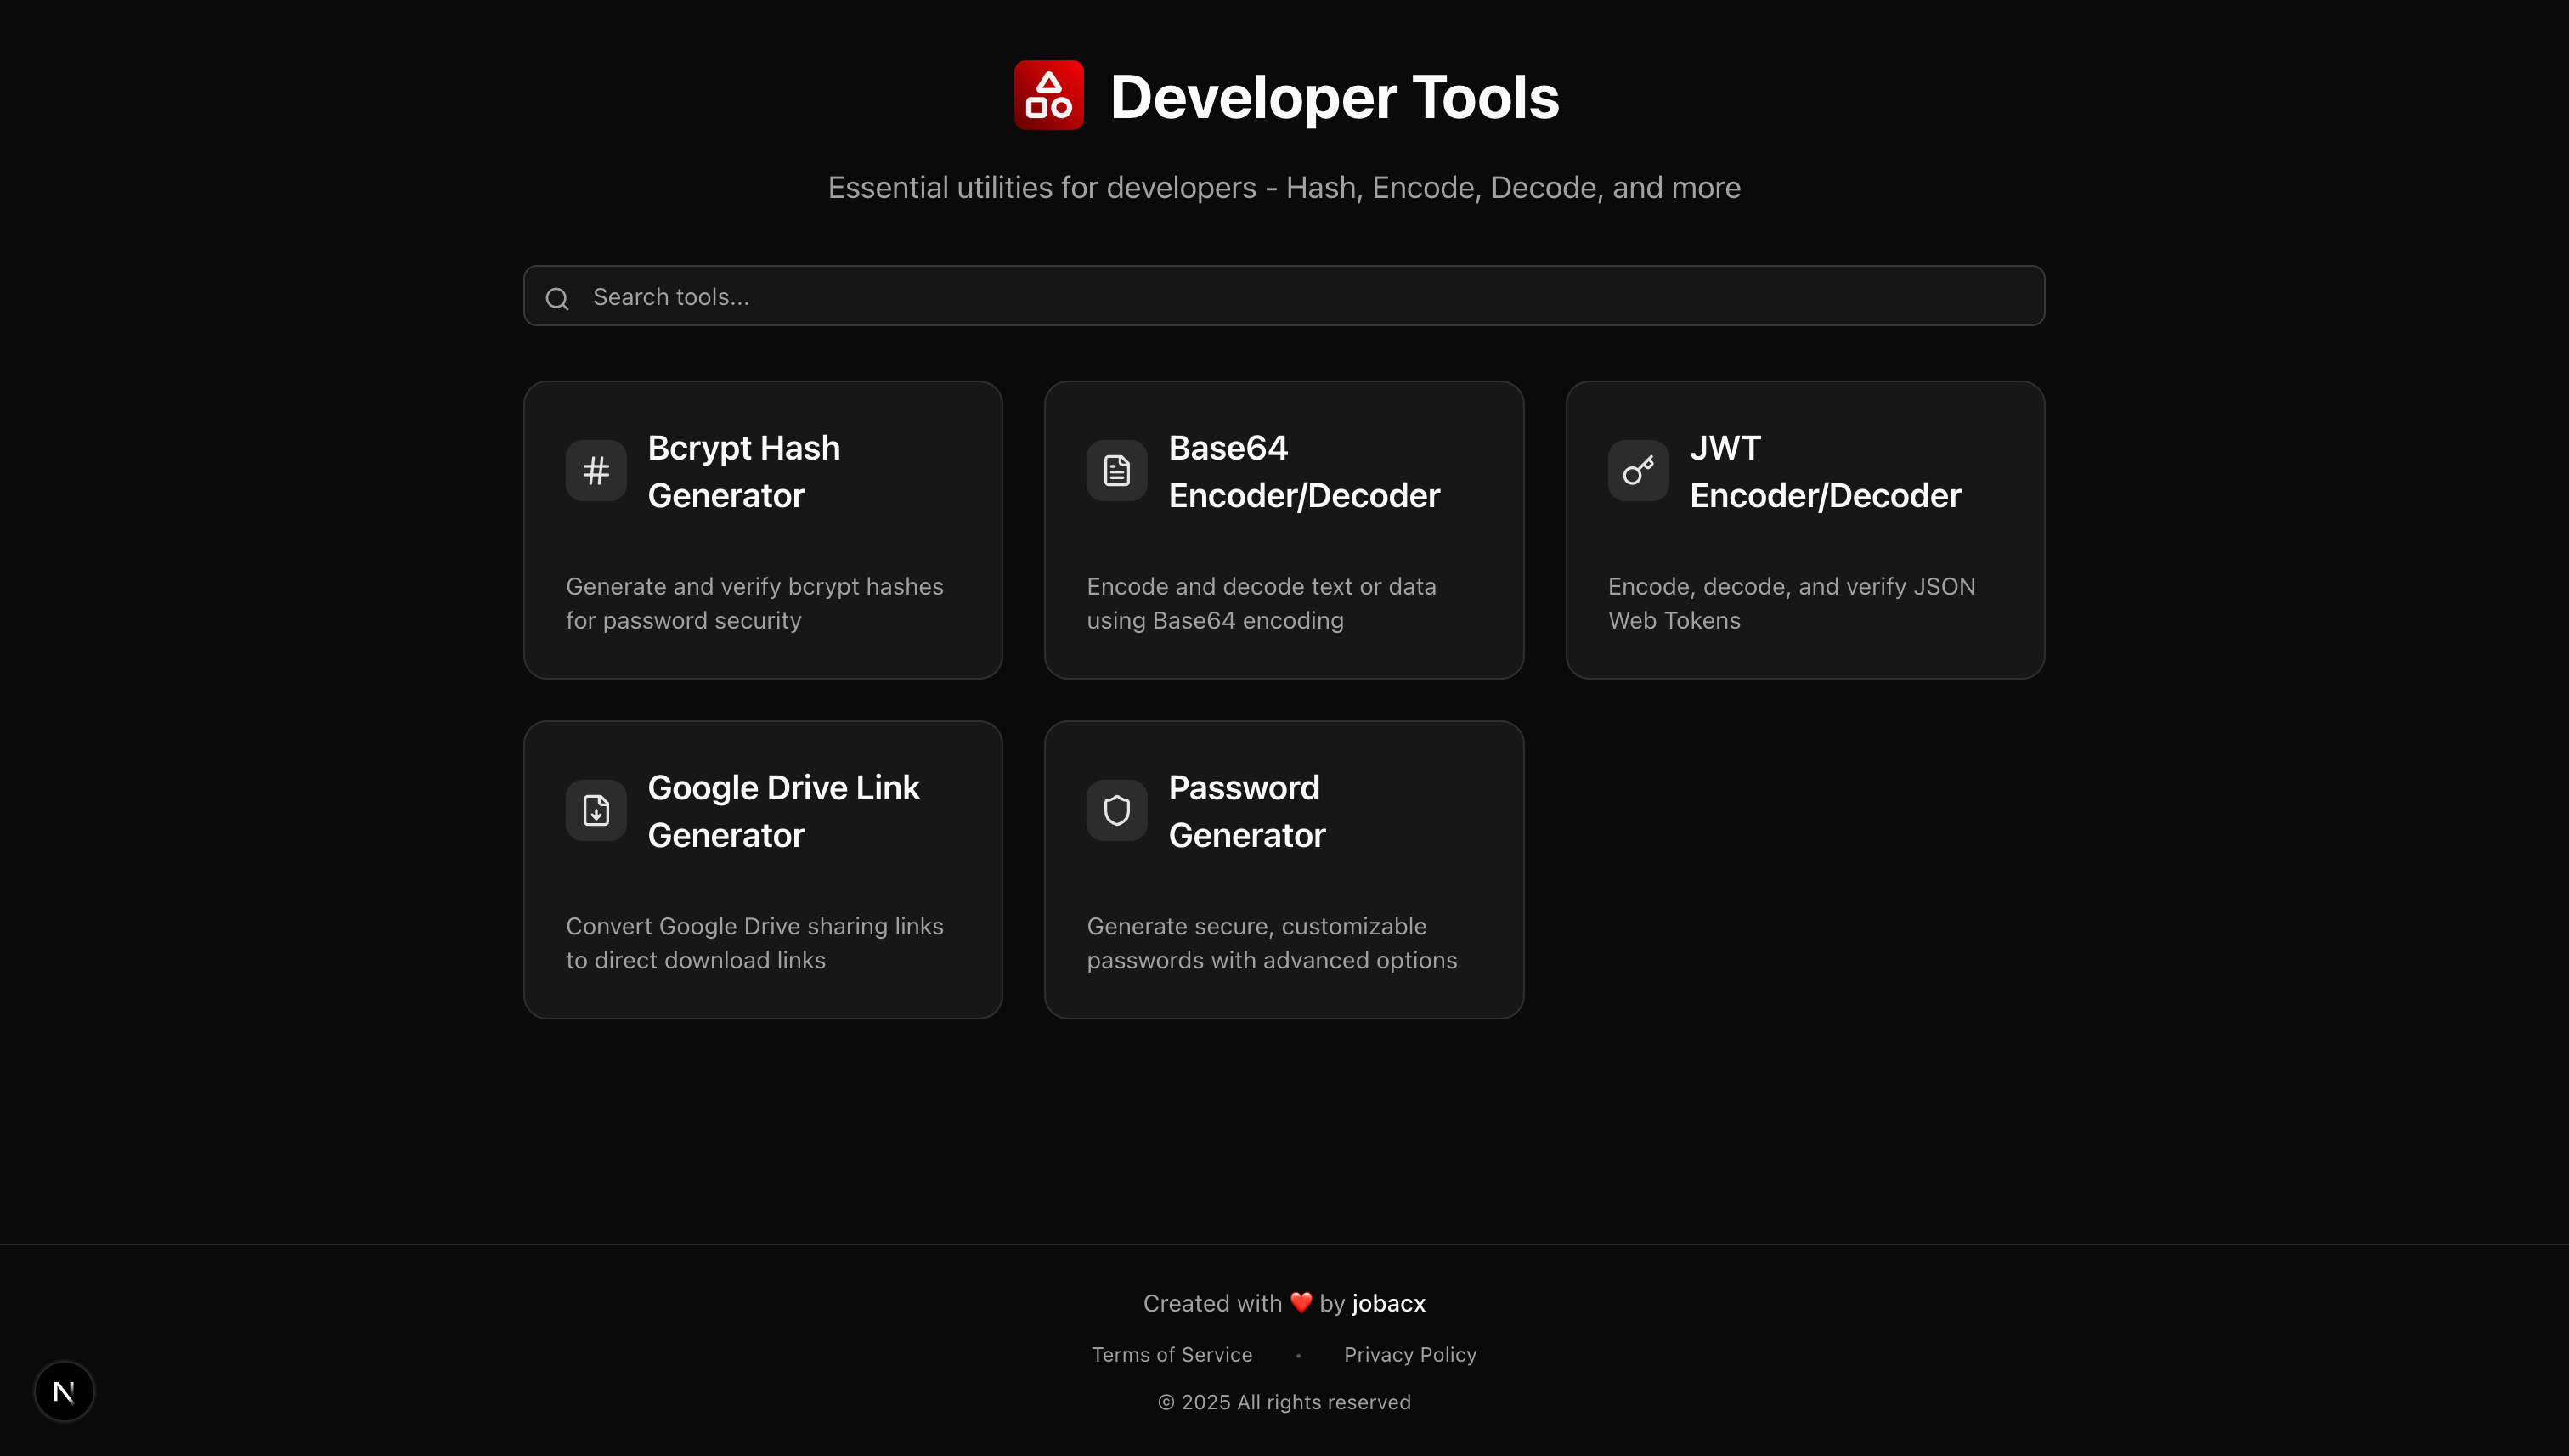 Developer Tools
Essential utilities for developers - Hash, Encode, Decode, and more
Search tools...
Bcrypt Hash
Generator
Generate and verify bcrypt hashes
for password security
Base64
Encoder/Decoder
Encode and decode text or data
using Base64 encoding
JWT
Encoder/Decoder
Encode, decode, and verify JSON
Web Tokens
Google Drive Link
Generator
Convert Google Drive sharing links
to direct download links
Password
Generator
Generate secure, customizable
passwords with advanced options
Created with ❤️ by jobacx
Terms of Service • Privacy Policy
© 2025 All rights reserved
N